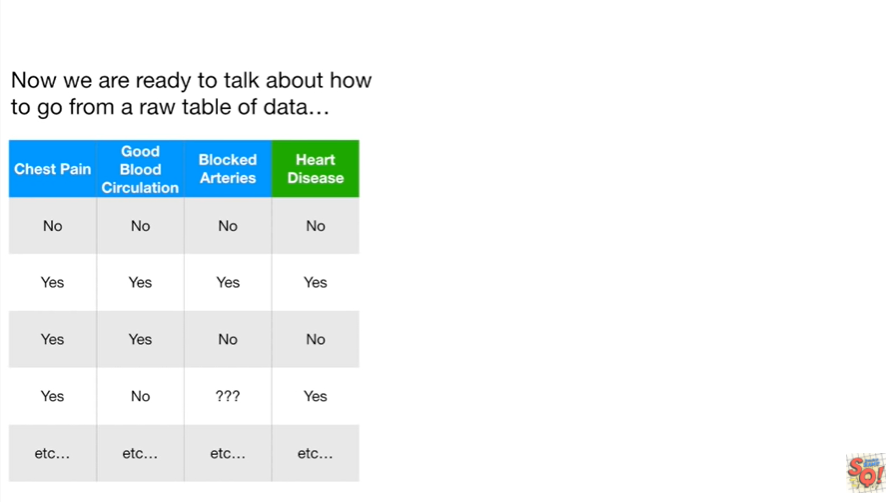 Now we are ready to talk about how
to go from a raw table of data…
Chest Pain Good Blood Circulation Blocked Arteries Heart Disease
No No No No
Yes Yes Yes Yes
Yes Yes No No
Yes No ??? Yes
etc… etc… etc… etc…
SQ!